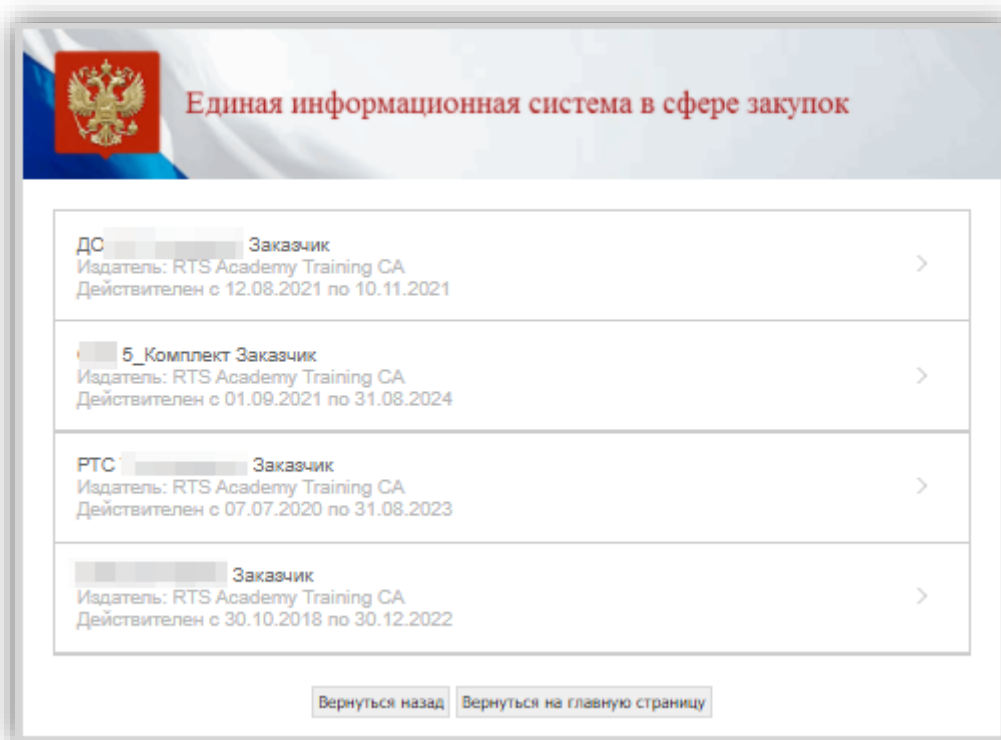 Единая информационная система в сфере закупок
ДС Заказчик
Издатель: RTS Academy Training CA
Действителен с 12.08.2021 по 10.11.2021
5_Комплект Заказчик
Издатель: RTS Academy Training CA
Действителен с 01.09.2021 по 31.08.2024
РТС Заказчик
Издатель: RTS Academy Training CA
Действителен с 07.07.2020 по 31.08.2023
Заказчик
Издатель: RTS Academy Training CA
Действителен с 30.10.2018 по 30.12.2022
Вернуться назад Вернуться на главную страницу